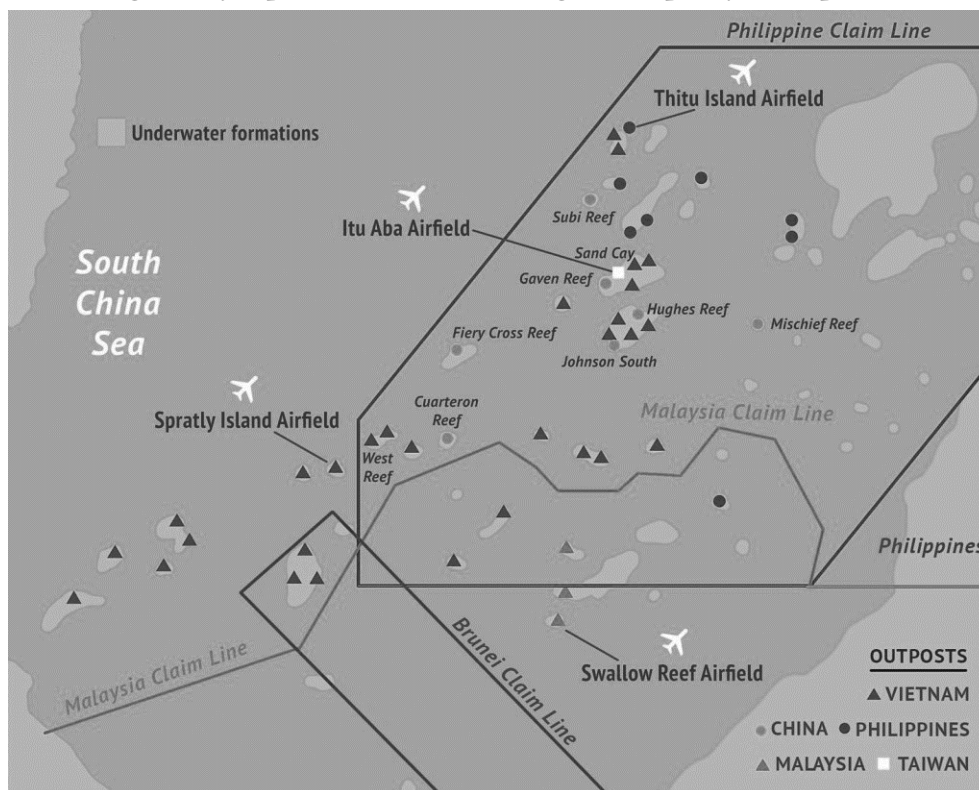 Philippine Claim Line
Thitu Island Airfield
Underwater formations
Subi Reef
Itu Aba Airfield
Sand Cay
South
China
Sea
Gaven Reef
Hughes Reef
Mischief Reef
Fiery Cross Reef
Johnson South
Spratly Island Airfield
Cuarteron
Reef
Malaysia Claim Line
West
Reef
Philippines
Brunei Claim Line
Malaysia Claim Line
Swallow Reef Airfield
OUTPOSTS
VIETNAM
CHINA PHILIPPINES
MALAYSIA TAIWAN